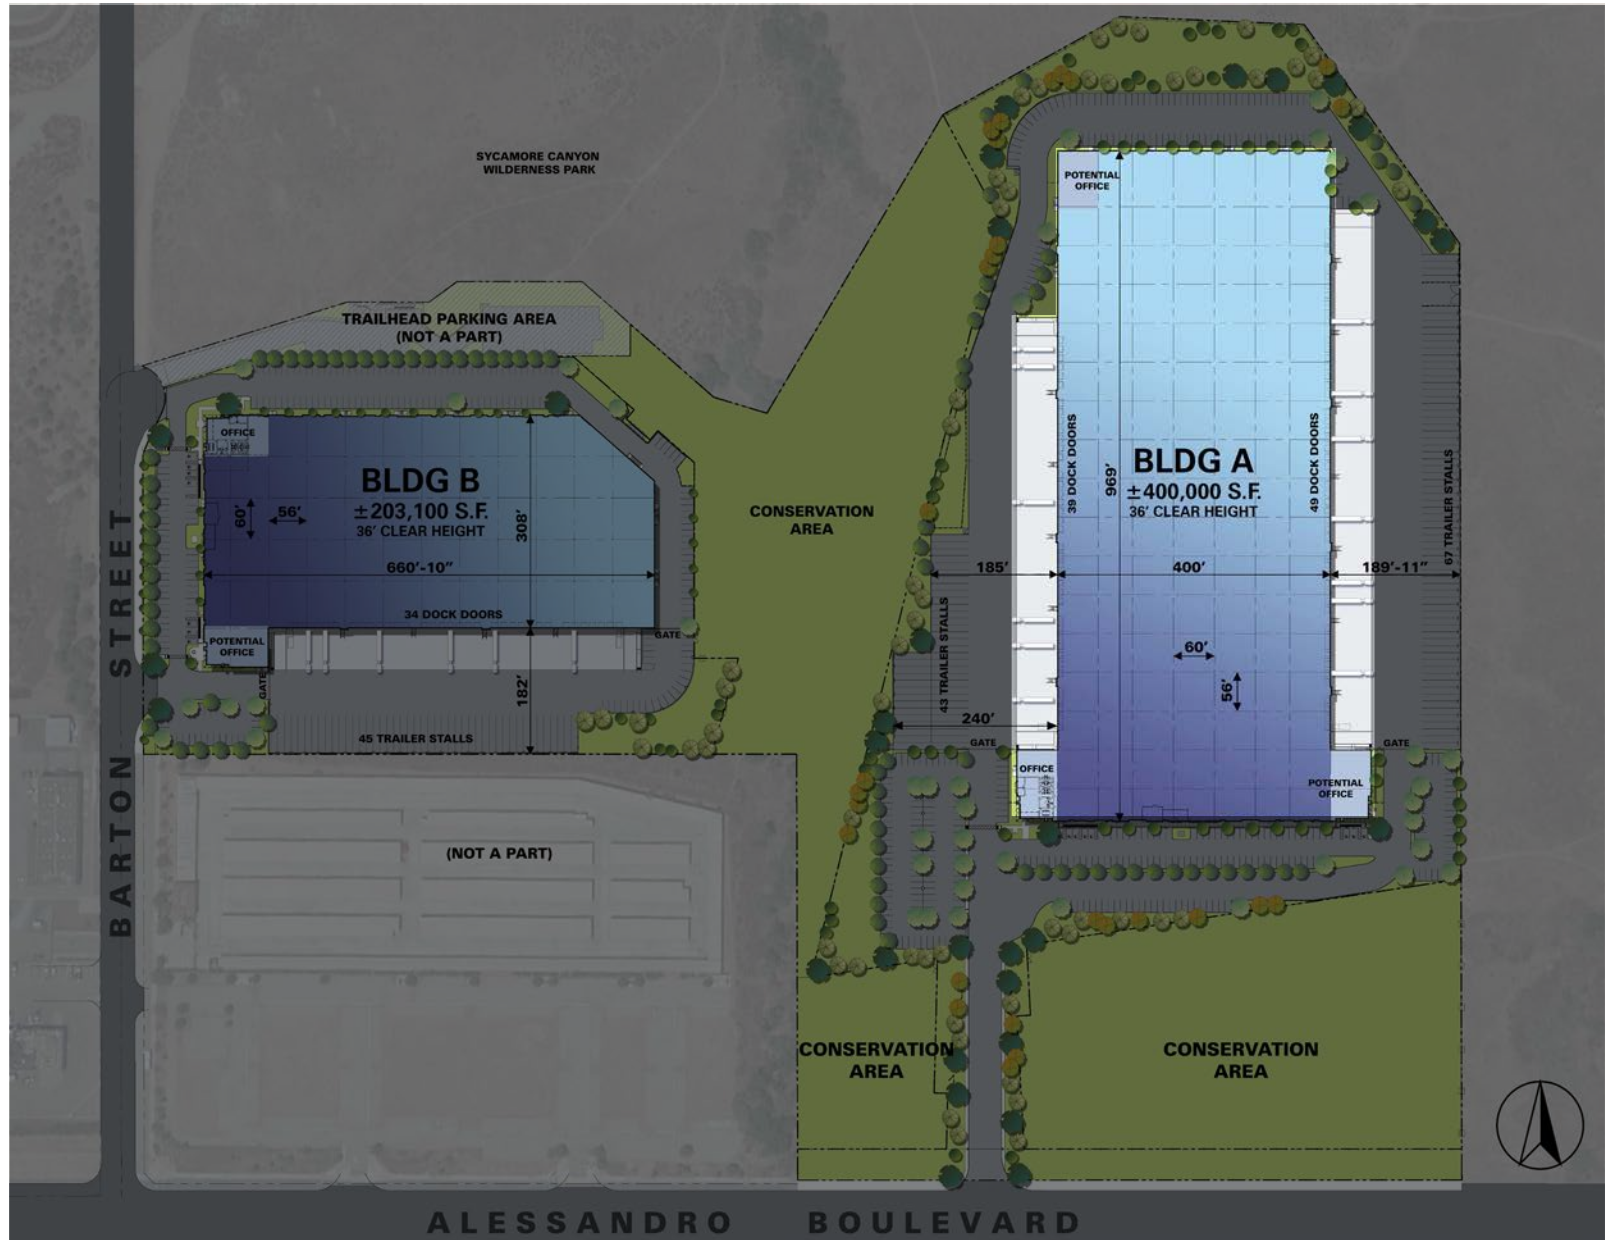 SYCAMORE CANYON
WILDERNESS PARK
TRAILHEAD PARKING AREA
(NOT A PART)
OFFICE
BLDG B
±203,100 S.F.
36' CLEAR HEIGHT
60'
56'
308'
660'-10"
34 DOCK DOORS
POTENTIAL
OFFICE
GATE
GATE
182'
45 TRAILER STALLS
(NOT A PART)
BARTON STREET
CONSERVATION
AREA
POTENTIAL
OFFICE
969'
39 DOCK DOORS
49 DOCK DOORS
BLDG A
±400,000 S.F.
36' CLEAR HEIGHT
67 TRAILER STALLS
185'
400'
189'-11"
43 TRAILER STALLS
60'
56'
240'
GATE
GATE
OFFICE
POTENTIAL
OFFICE
CONSERVATION
AREA
CONSERVATION
AREA
ALESSANDRO BOULEVARD